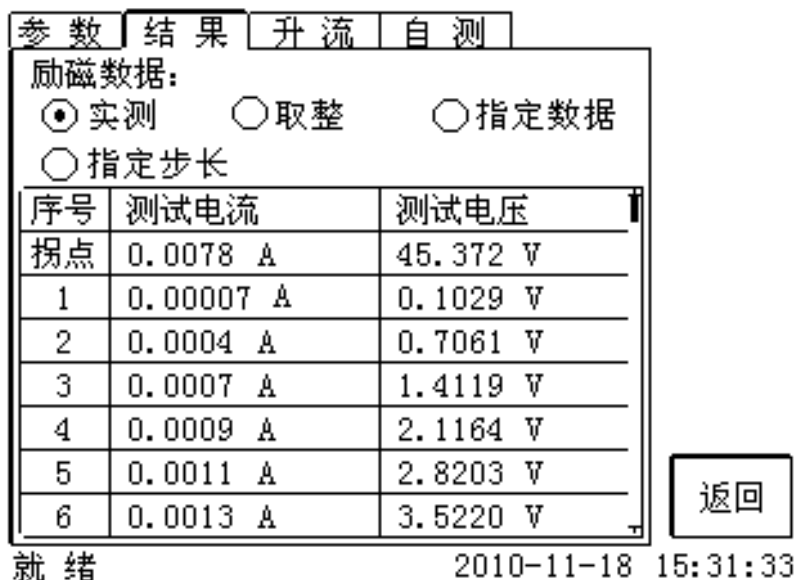 参 数 结 果 升 流 自 测
励磁数据:
实测 取整 指定数据
指定步长
序号 测试电流 测试电压
拐点 0.0078 A 45.372 V
1 0.00007 A 0.1029 V
2 0.0004 A 0.7061 V
3 0.0007 A 1.4119 V
4 0.0009 A 2.1164 V
5 0.0011 A 2.8203 V
6 0.0013 A 3.5220 V
返回
就 绪 2010-11-18 15:31:33